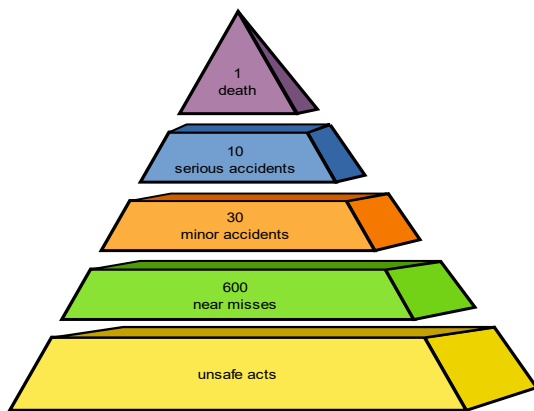 1
death
10
serious accidents
30
minor accidents
600
near misses
unsafe acts